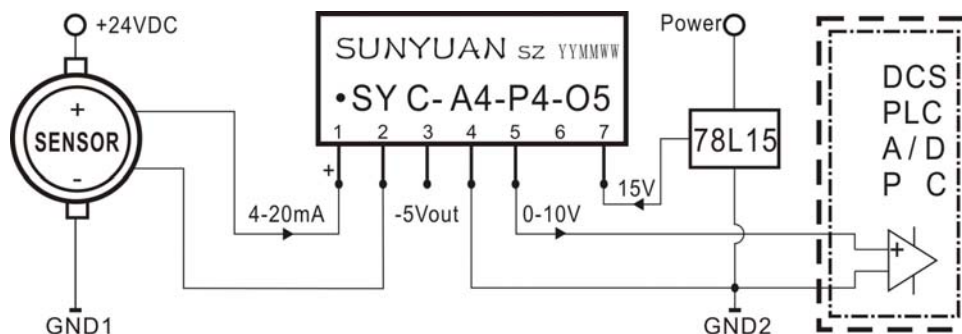 +24VDC
Power
SUNYUAN SZ YYMMWW
•SY C-A4-P4-O5
1 2 3 4 5 6 7
+
SENSOR
-
+
4-20mA
-5Vout
0-10V
15V
78L15
DCS
PLC
A/D
P C
+
GND1
GND2